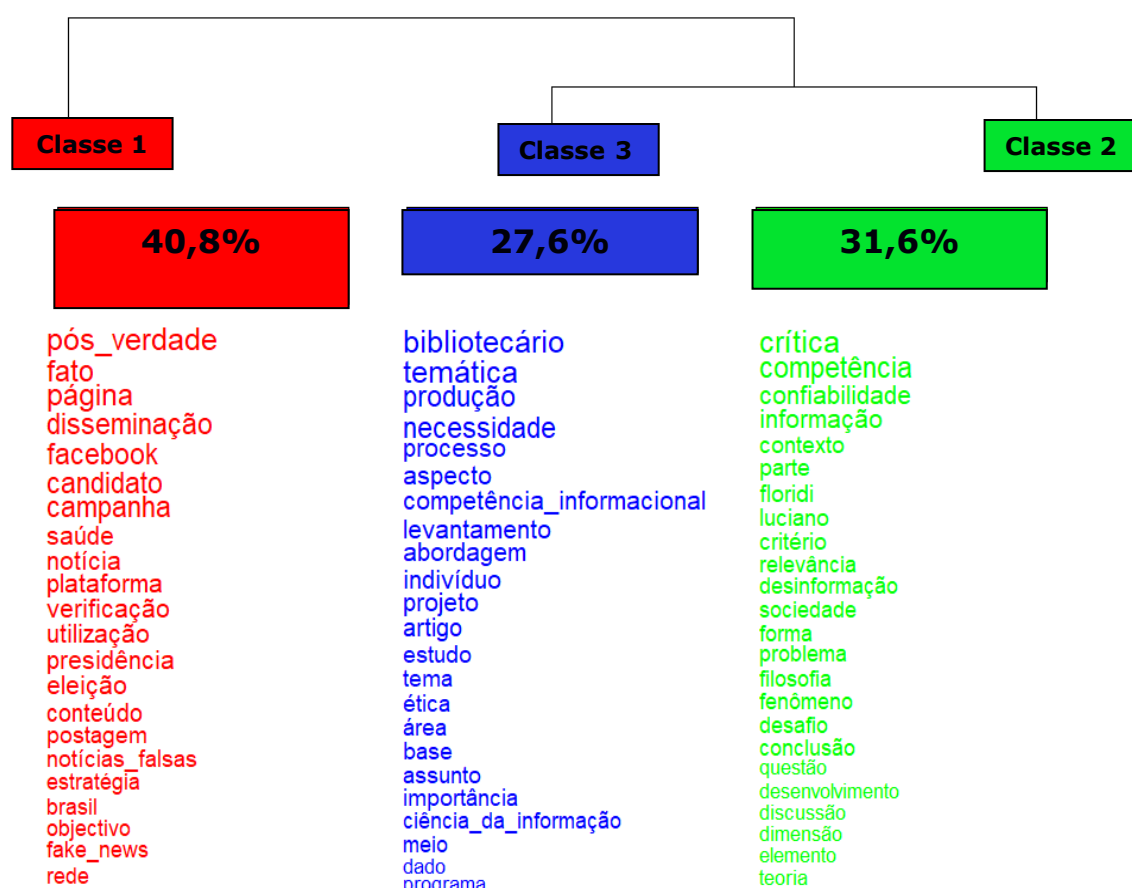 Classe 1
Classe 3
Classe 2
40,8%
27,6%
31,6%
pós_verdade
fato
página
disseminação
facebook
candidato
campanha
saúde
notícia
plataforma
verificação
utilização
presidência
eleição
conteúdo
postagem
notícias_falsas
estratégia
brasil
objectivo
fake_news
rede
bibliotecário
temática
produção
necessidade
processo
aspecto
competência_informacional
levantamento
abordagem
indivíduo
projeto
artigo
estudo
tema
ética
área
base
assunto
importância
ciência_da_informação
meio
dado
programa
crítica
competência
confiabilidade
informação
contexto
parte
floridi
luciano
critério
relevância
desinformação
sociedade
forma
problema
filosofia
fenômeno
desafio
conclusão
questão
desenvolvimento
discussão
dimensão
elemento
teoria